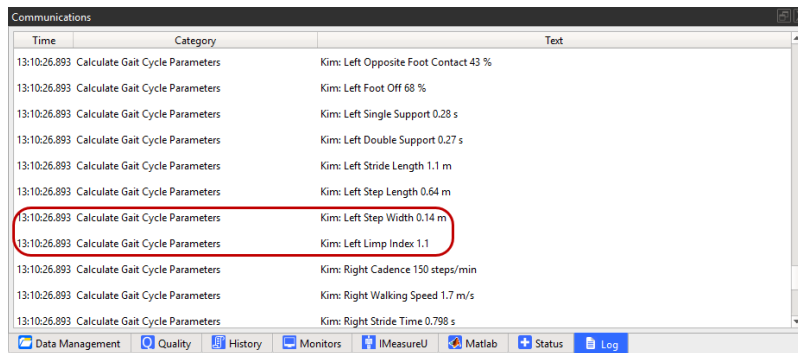 Communications
Time Category Text
13:10:26.893 Calculate Gait Cycle Parameters Kim: Left Opposite Foot Contact 43 %
13:10:26.893 Calculate Gait Cycle Parameters Kim: Left Foot Off 68 %
13:10:26.893 Calculate Gait Cycle Parameters Kim: Left Single Support 0.28 s
13:10:26.893 Calculate Gait Cycle Parameters Kim: Left Double Support 0.27 s
13:10:26.893 Calculate Gait Cycle Parameters Kim: Left Stride Length 1.1 m
13:10:26.893 Calculate Gait Cycle Parameters Kim: Left Step Length 0.64 m
13:10:26.893 Calculate Gait Cycle Parameters Kim: Left Step Width 0.14 m
13:10:26.893 Calculate Gait Cycle Parameters Kim: Left Limp Index 1.1
13:10:26.893 Calculate Gait Cycle Parameters Kim: Right Cadence 150 steps/min
13:10:26.893 Calculate Gait Cycle Parameters Kim: Right Walking Speed 1.7 m/s
13:10:26.893 Calculate Gait Cycle Parameters Kim: Right Stride Time 0.798 s
Data Management Quality History Monitors IMeasureU Matlab Status Log